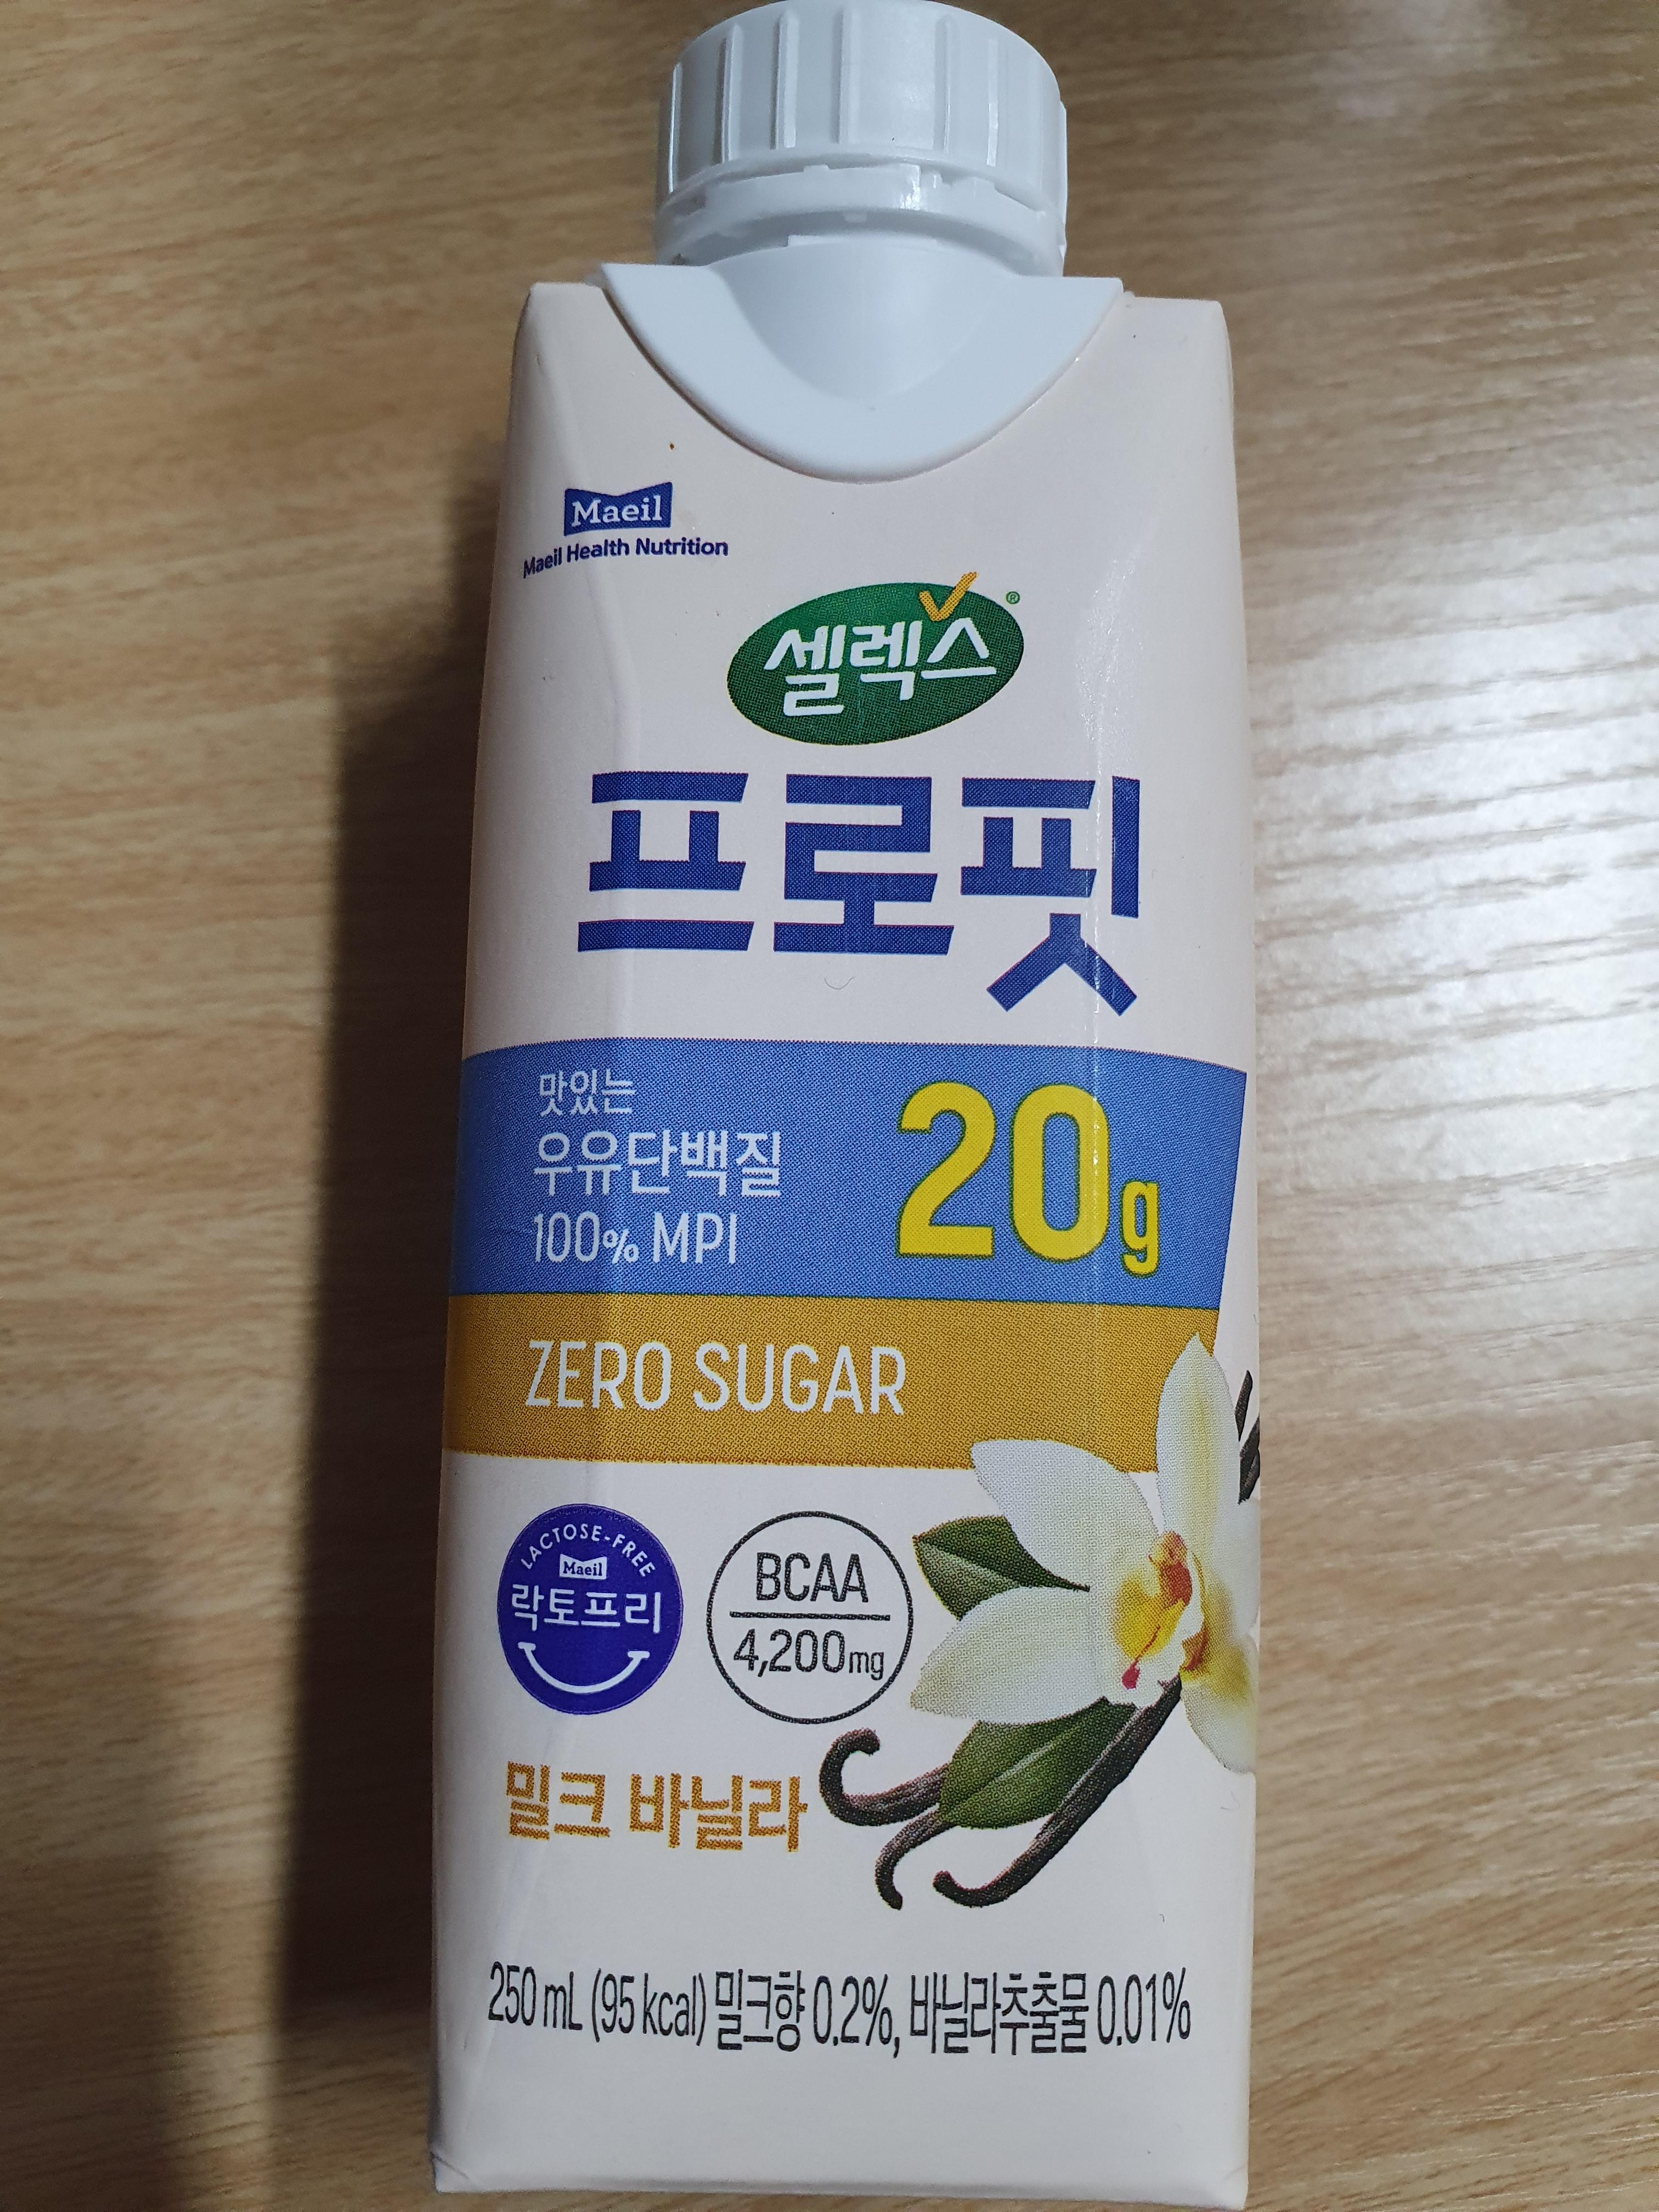 Maeil
Maeil Health Nutrition
셀렉스®
프로핏
맛있는
우유단백질
100% MPI
20g
ZERO SUGAR
LACTOSE-FREE
Maeil
락토프리
BCAA
4,200mg
밀크 바닐라
250 mL (95 kcal) 밀크향 0.2%, 바닐라추출물 0.01%